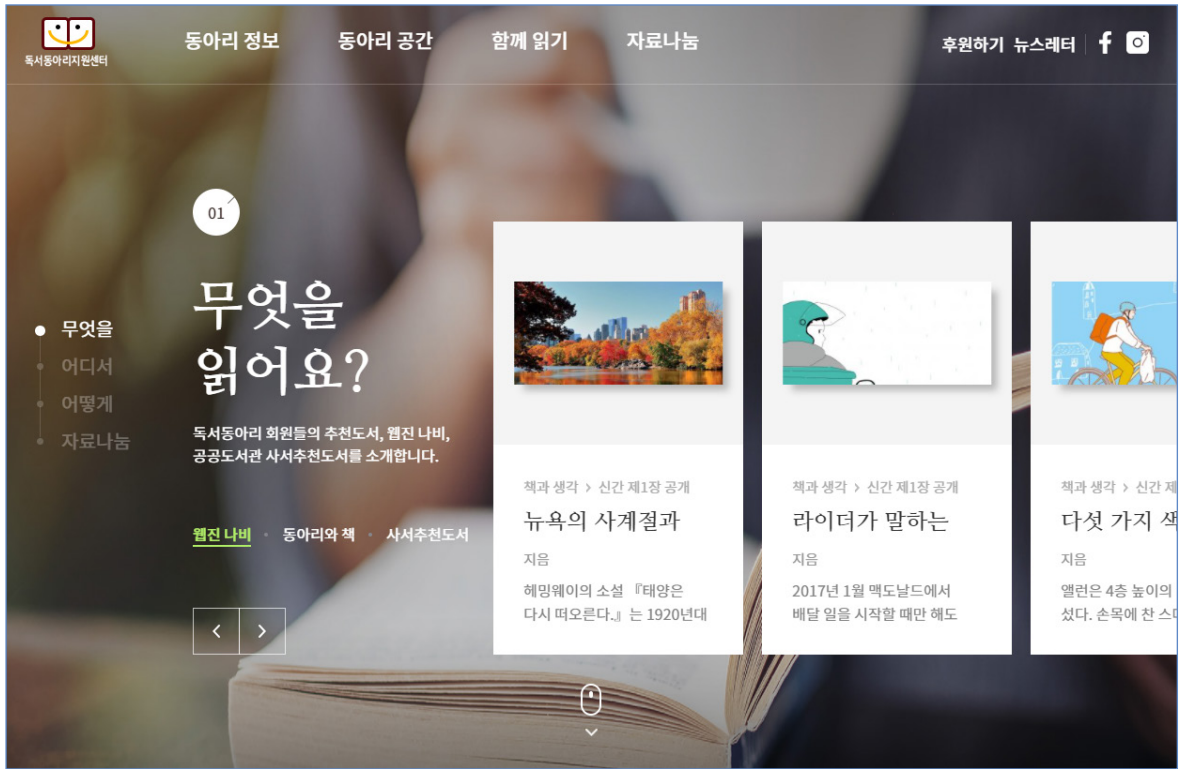 독서동아리지원센터
동아리 정보 동아리 공간 함께 읽기 자료나눔
후원하기 뉴스레터
01
무엇을
읽어요?
무엇을
어디서
어떻게
자료나눔
독서동아리 회원들의 추천도서, 웹진 나비,
공공도서관 사서추천도서를 소개합니다.
웹진 나비 동아리와 책 사서추천도서
책과 생각 > 신간 제1장 공개
뉴욕의 사계절과
지음
헤밍웨이의 소설 『태양은
다시 떠오른다.』는 1920년대
책과 생각 > 신간 제1장 공개
라이더가 말하는
지음
2017년 1월 맥도날드에서
배달 일을 시작할 때만 해도
책과 생각 > 신간 제
다섯 가지
지음
앨런은 4층 높이의
섰다. 손목에 찬